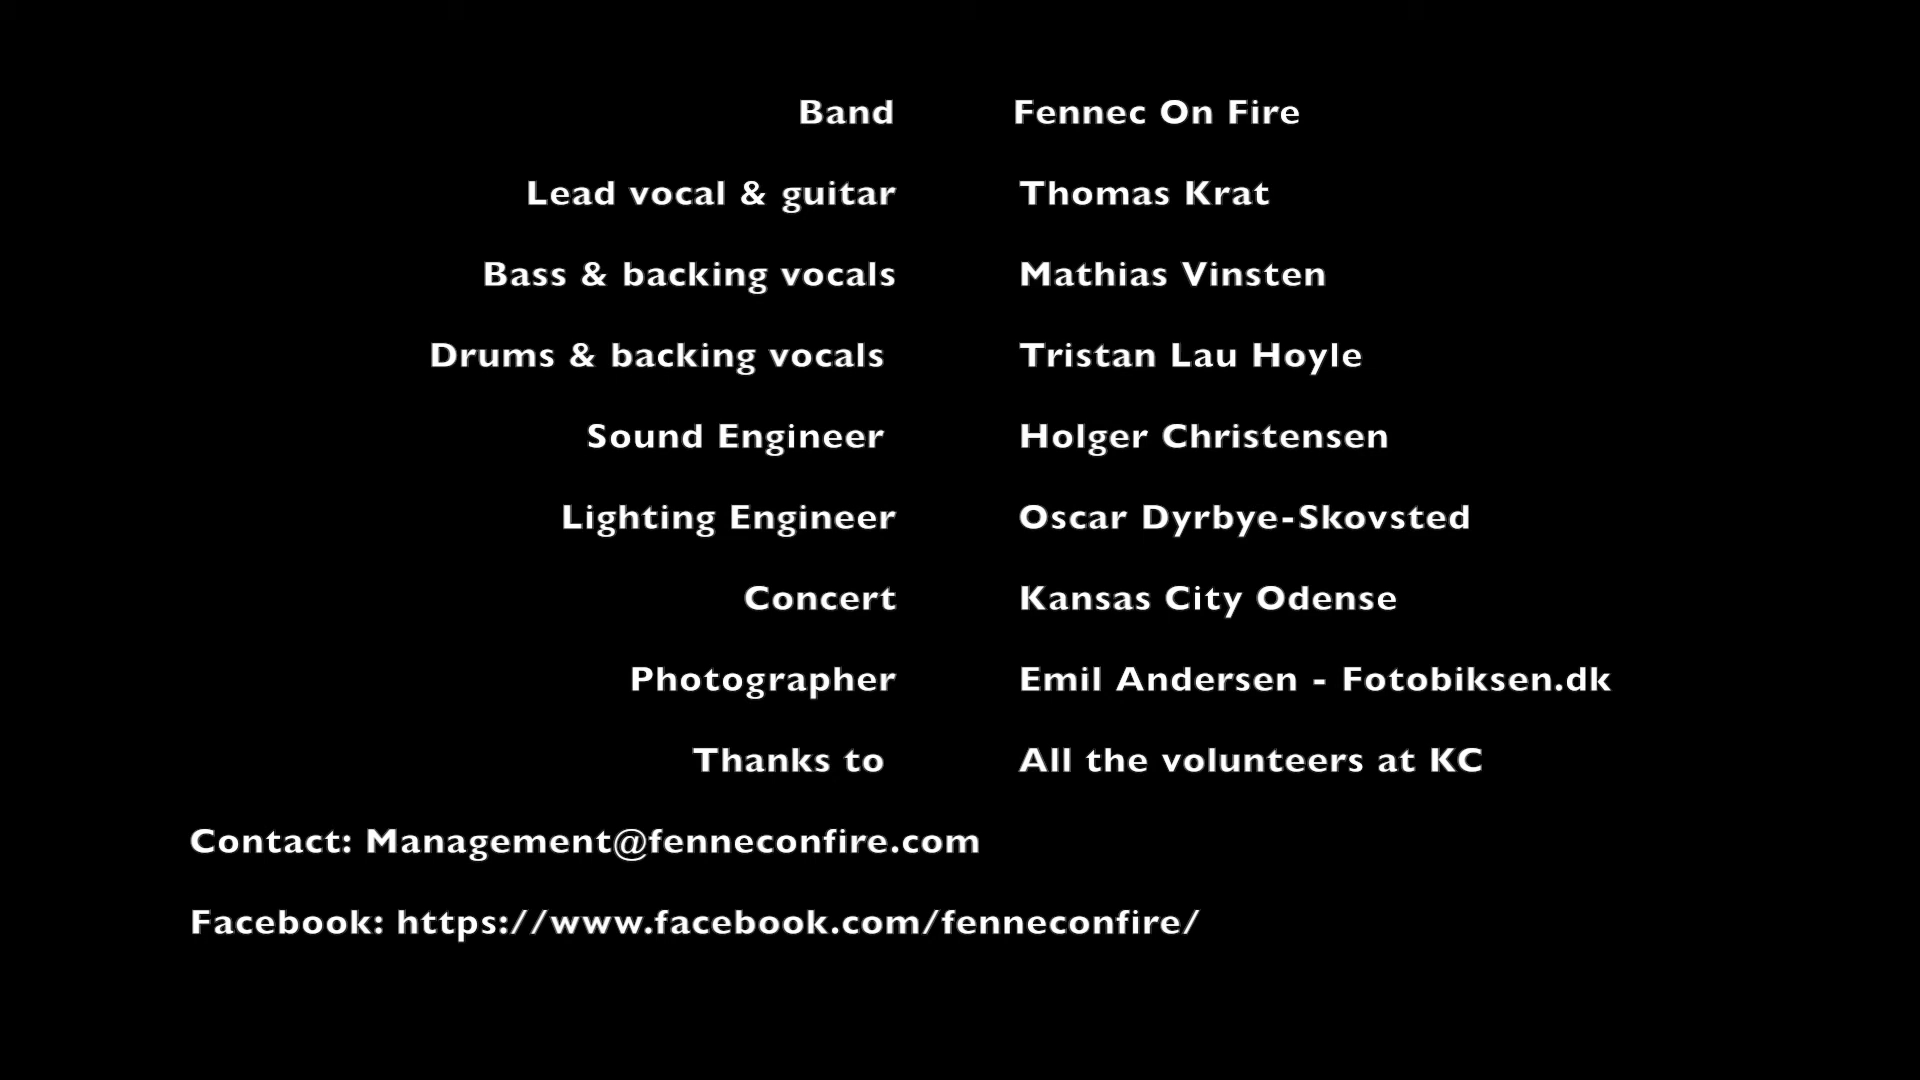 Band Fennec On Fire
Lead vocal & guitar Thomas Krat
Bass & backing vocals Mathias Vinsten
Drums & backing vocals Tristan Lau Hoyle
Sound Engineer Holger Christensen
Lighting Engineer Oscar Dyrbye-Skovsted
Concert Kansas City Odense
Photographer Emil Andersen - Fotobiksen.dk
Thanks to All the volunteers at KC
Contact: Management@fenneconfire.com
Facebook: https://www.facebook.com/fenneconfire/